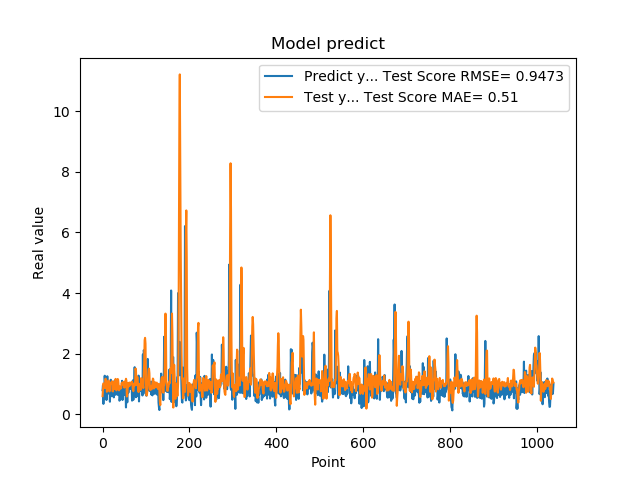 Model predict
Predict y... Test Score RMSE= 0.9473
Test y... Test Score MAE= 0.51
10
8
6
4
2
0
Real value
0 200 400 600 800 1000
Point